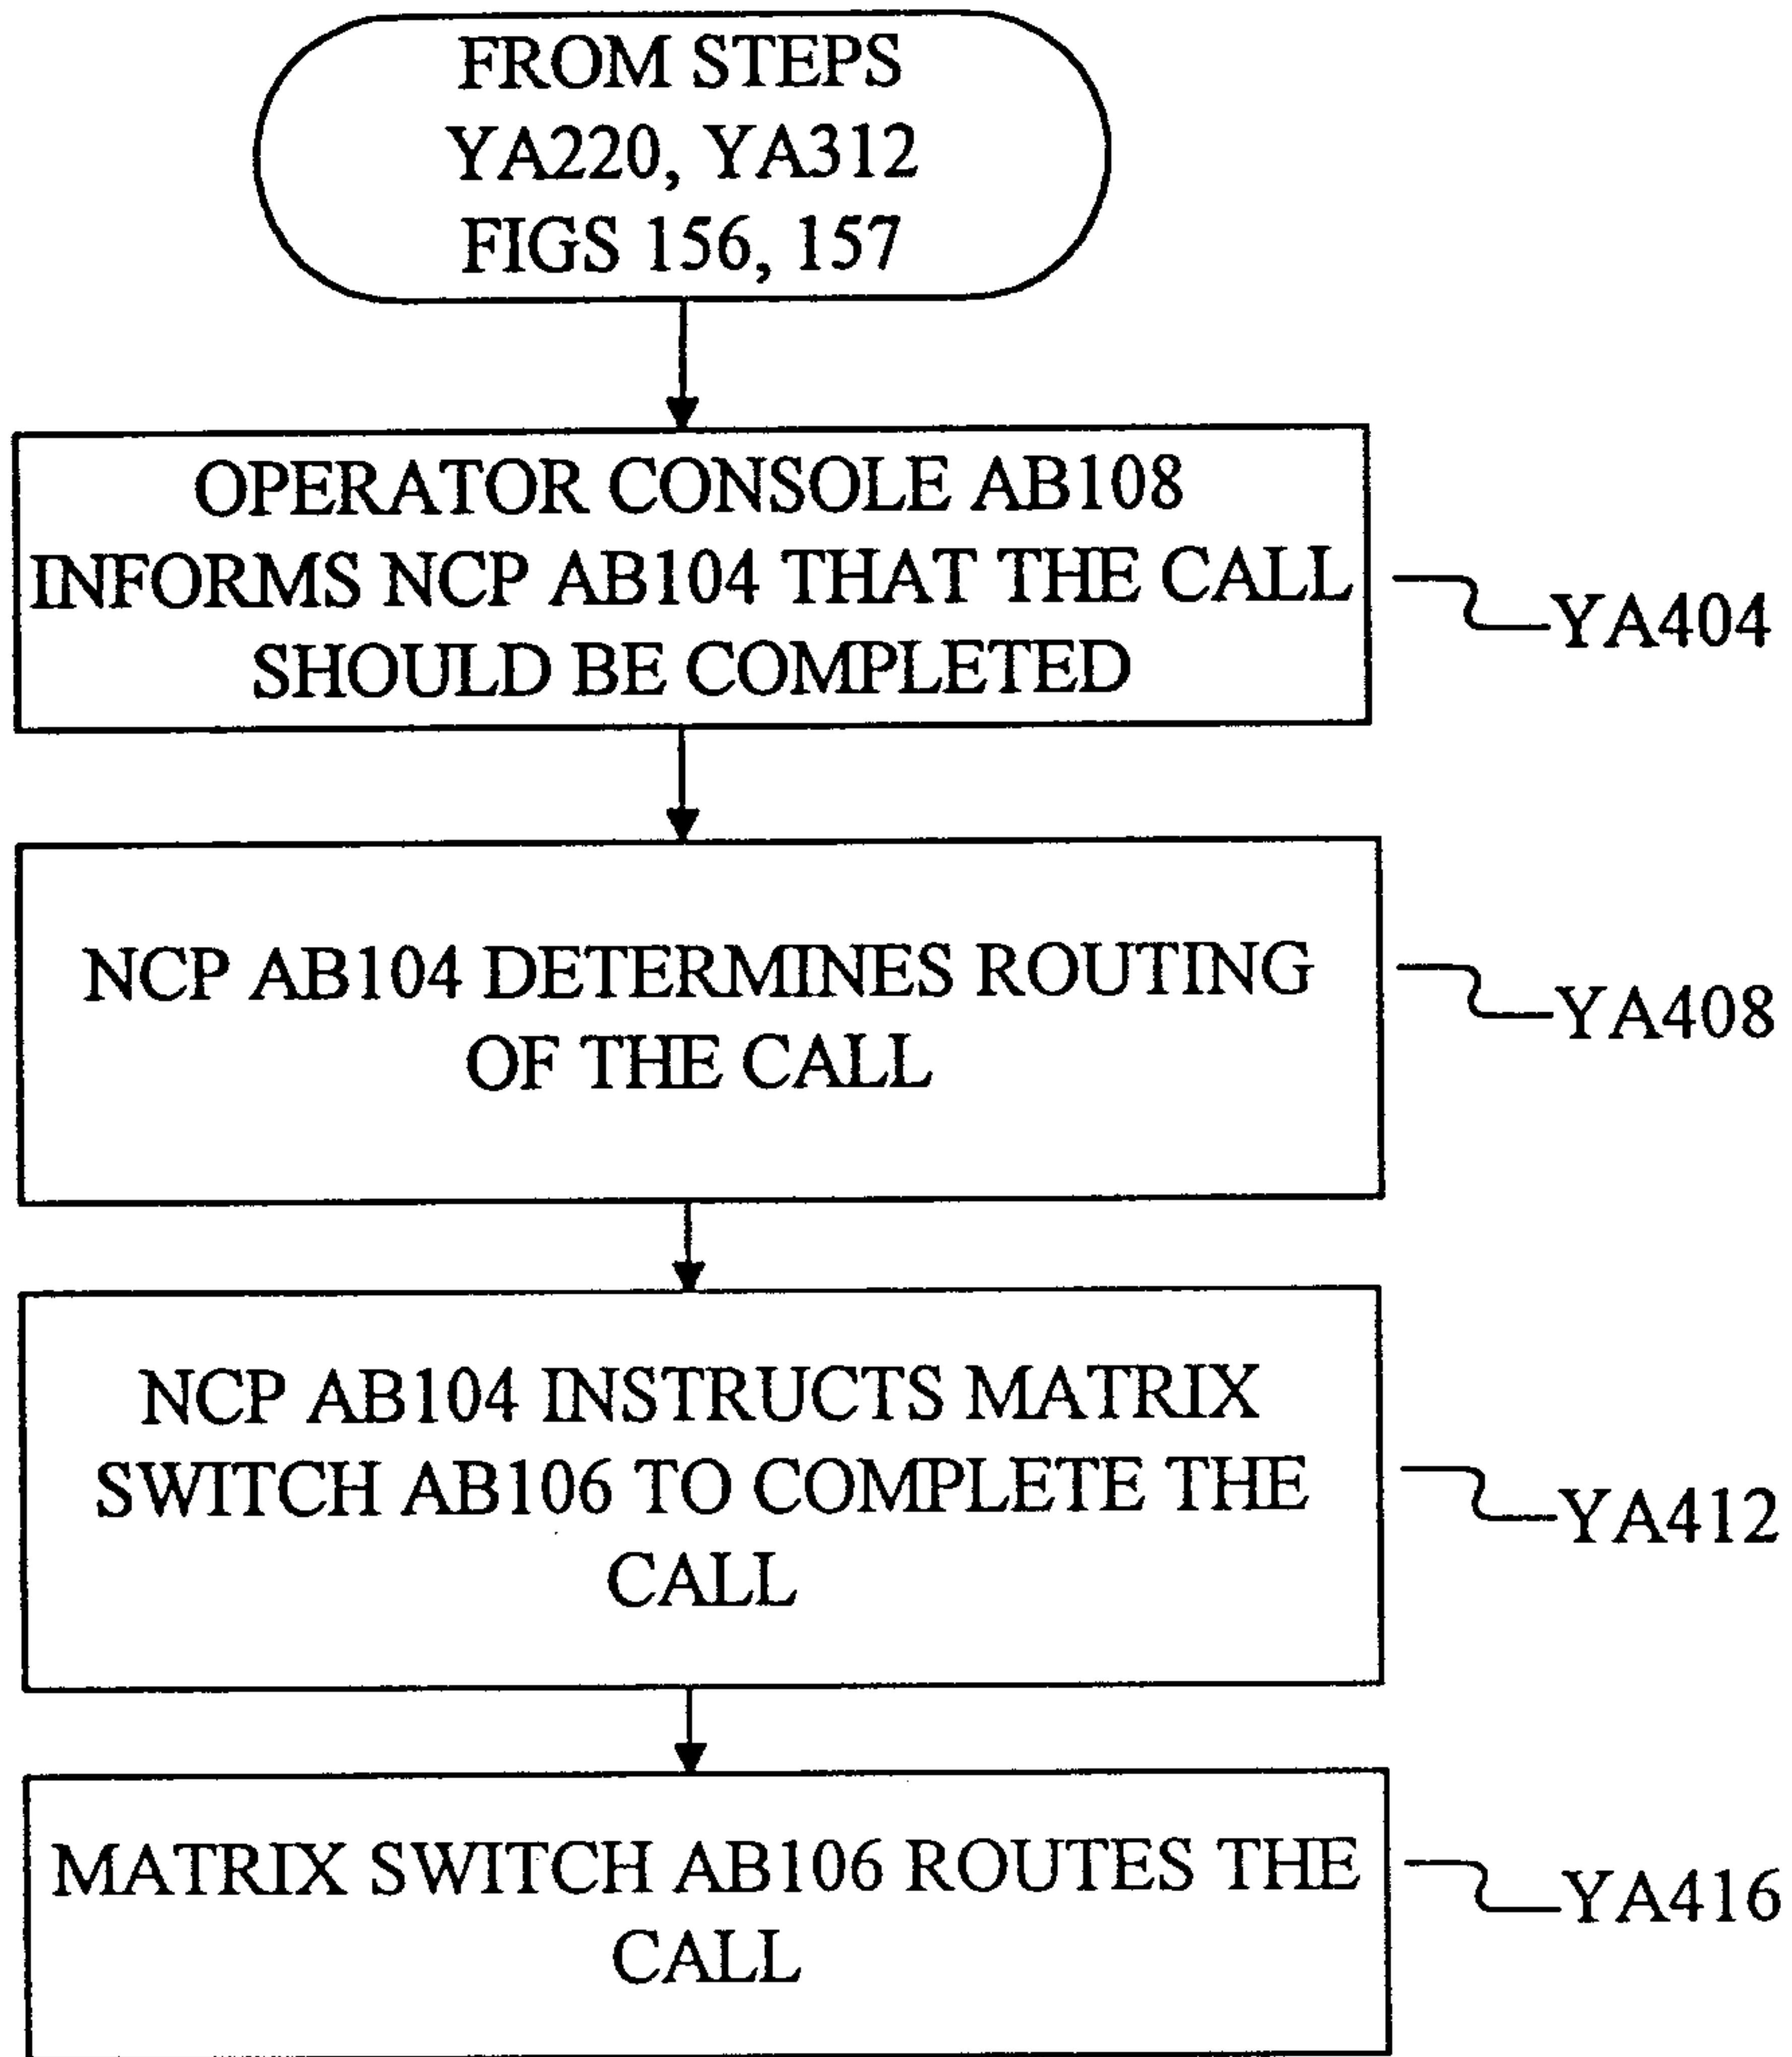 FROM STEPS
YA220, YA312
FIGS 156, 157
OPERATOR CONSOLE AB108
INFORMS NCP AB104 THAT THE CALL
SHOULD BE COMPLETED
YA404
NCP AB104 DETERMINES ROUTING
OF THE CALL
YA408
NCP AB104 INSTRUCTS MATRIX
SWITCH AB106 TO COMPLETE THE
CALL
YA412
MATRIX SWITCH AB106 ROUTES THE
CALL
YA416